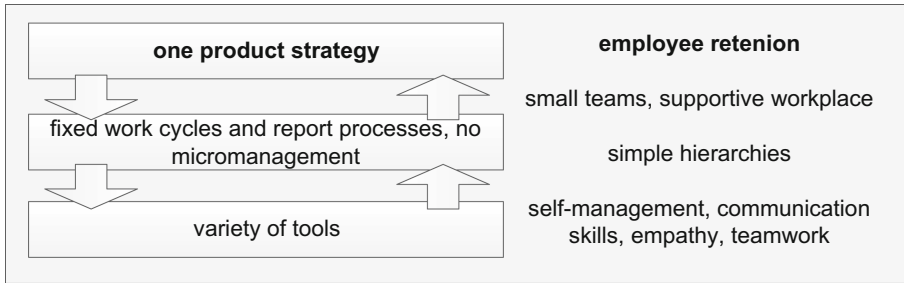 one product strategy
fixed work cycles and report processes, no
micromanagement
variety of tools
employee retenion
small teams, supportive workplace
simple hierarchies
self-management, communication
skills, empathy, teamwork